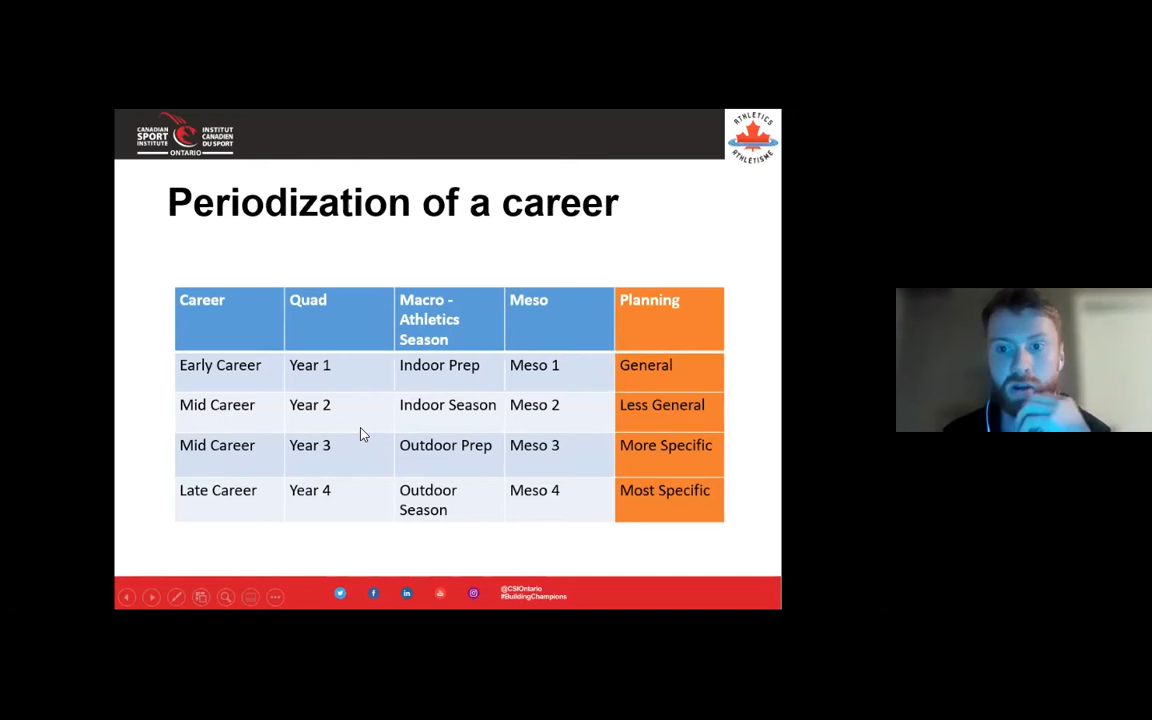 CANADIAN
SPORT
INSTITUTE
INSTITUT
CANADIEN
DU SPORT
ONTARIO
ATHLETICS
ATHLÉTISME
Periodization of a career
Career Quad Macro - Athletics Season Meso Planning
Early Career Year 1 Indoor Prep Meso 1 General
Mid Career Year 2 Indoor Season Meso 2 Less General
Mid Career Year 3 Outdoor Prep Meso 3 More Specific
Late Career Year 4 Outdoor Season Meso 4 Most Specific
@CSIOntario
#BuildingChampions